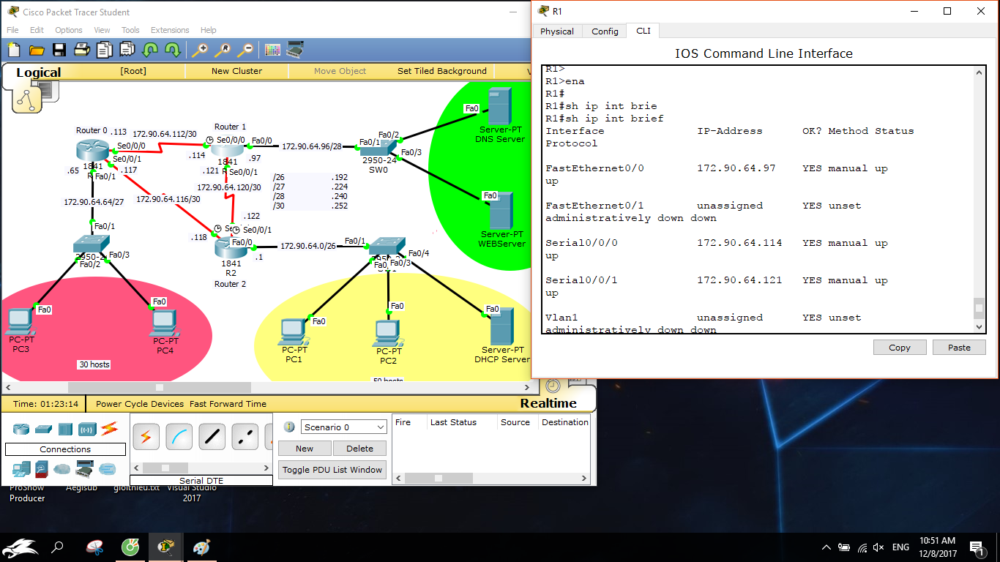 Cisco Packet Tracer Student
File Edit Options View Tools Extensions Help
Logical [Root] New Cluster Move Object Set Tiled Background
Router 0
.113
172.90.64.112/30
Router 1
Se0/0/0
Se0/0/0
Fa0/0
Se0/0/1
.114
1841
.97
172.90.64.96/28
Fa0/1
Fa0/2
Fa0/3
2950-24
SW0
Fa0
Server-PT
DNS Server
Fa0
Server-PT
WEBServer
.65
1841
Fa0/1
.117
.121
Se0/0/1
172.90.64.120/30
172.90.64.116/30
172.90.64.64/27
/26 .192
/27 .224
/28 .240
/30 .252
.122
Se0/0/1
.118
Fa0/0
.1
1841
R2
Router 2
172.90.64.0/26
Fa0/1
Fa0/4
Fa0/3
Fa0/1
Fa0/3
Fa0/2
Fa0
Fa0
PC-PT
PC3
PC-PT
PC4
30 hosts
Fa0
Fa0
Fa0
PC-PT
PC1
PC-PT
PC2
Server-PT
DHCP Server
Time: 01:23:14 Power Cycle Devices Fast Forward Time
Realtime
Connections
Serial DTE
Scenario 0
New Delete
Toggle PDU List Window
Fire Last Status Source Destination
R1
Physical Config CLI
IOS Command Line Interface
R1>
R1>ena
R1#
R1#sh ip int brie
R1#sh ip int brief
Interface IP-Address OK? Method Status
Protocol
FastEthernet0/0 172.90.64.97 YES manual up
up
FastEthernet0/1 unassigned YES unset
administratively down down
Serial0/0/0 172.90.64.114 YES manual up
up
Serial0/0/1 172.90.64.121 YES manual up
up
Vlan1 unassigned YES unset
administratively down down
Copy Paste
ProShow
Producer
Aegisub
gioithieu.txt
Visual Studio
2017
ENG
10:51 AM
12/8/2017
1